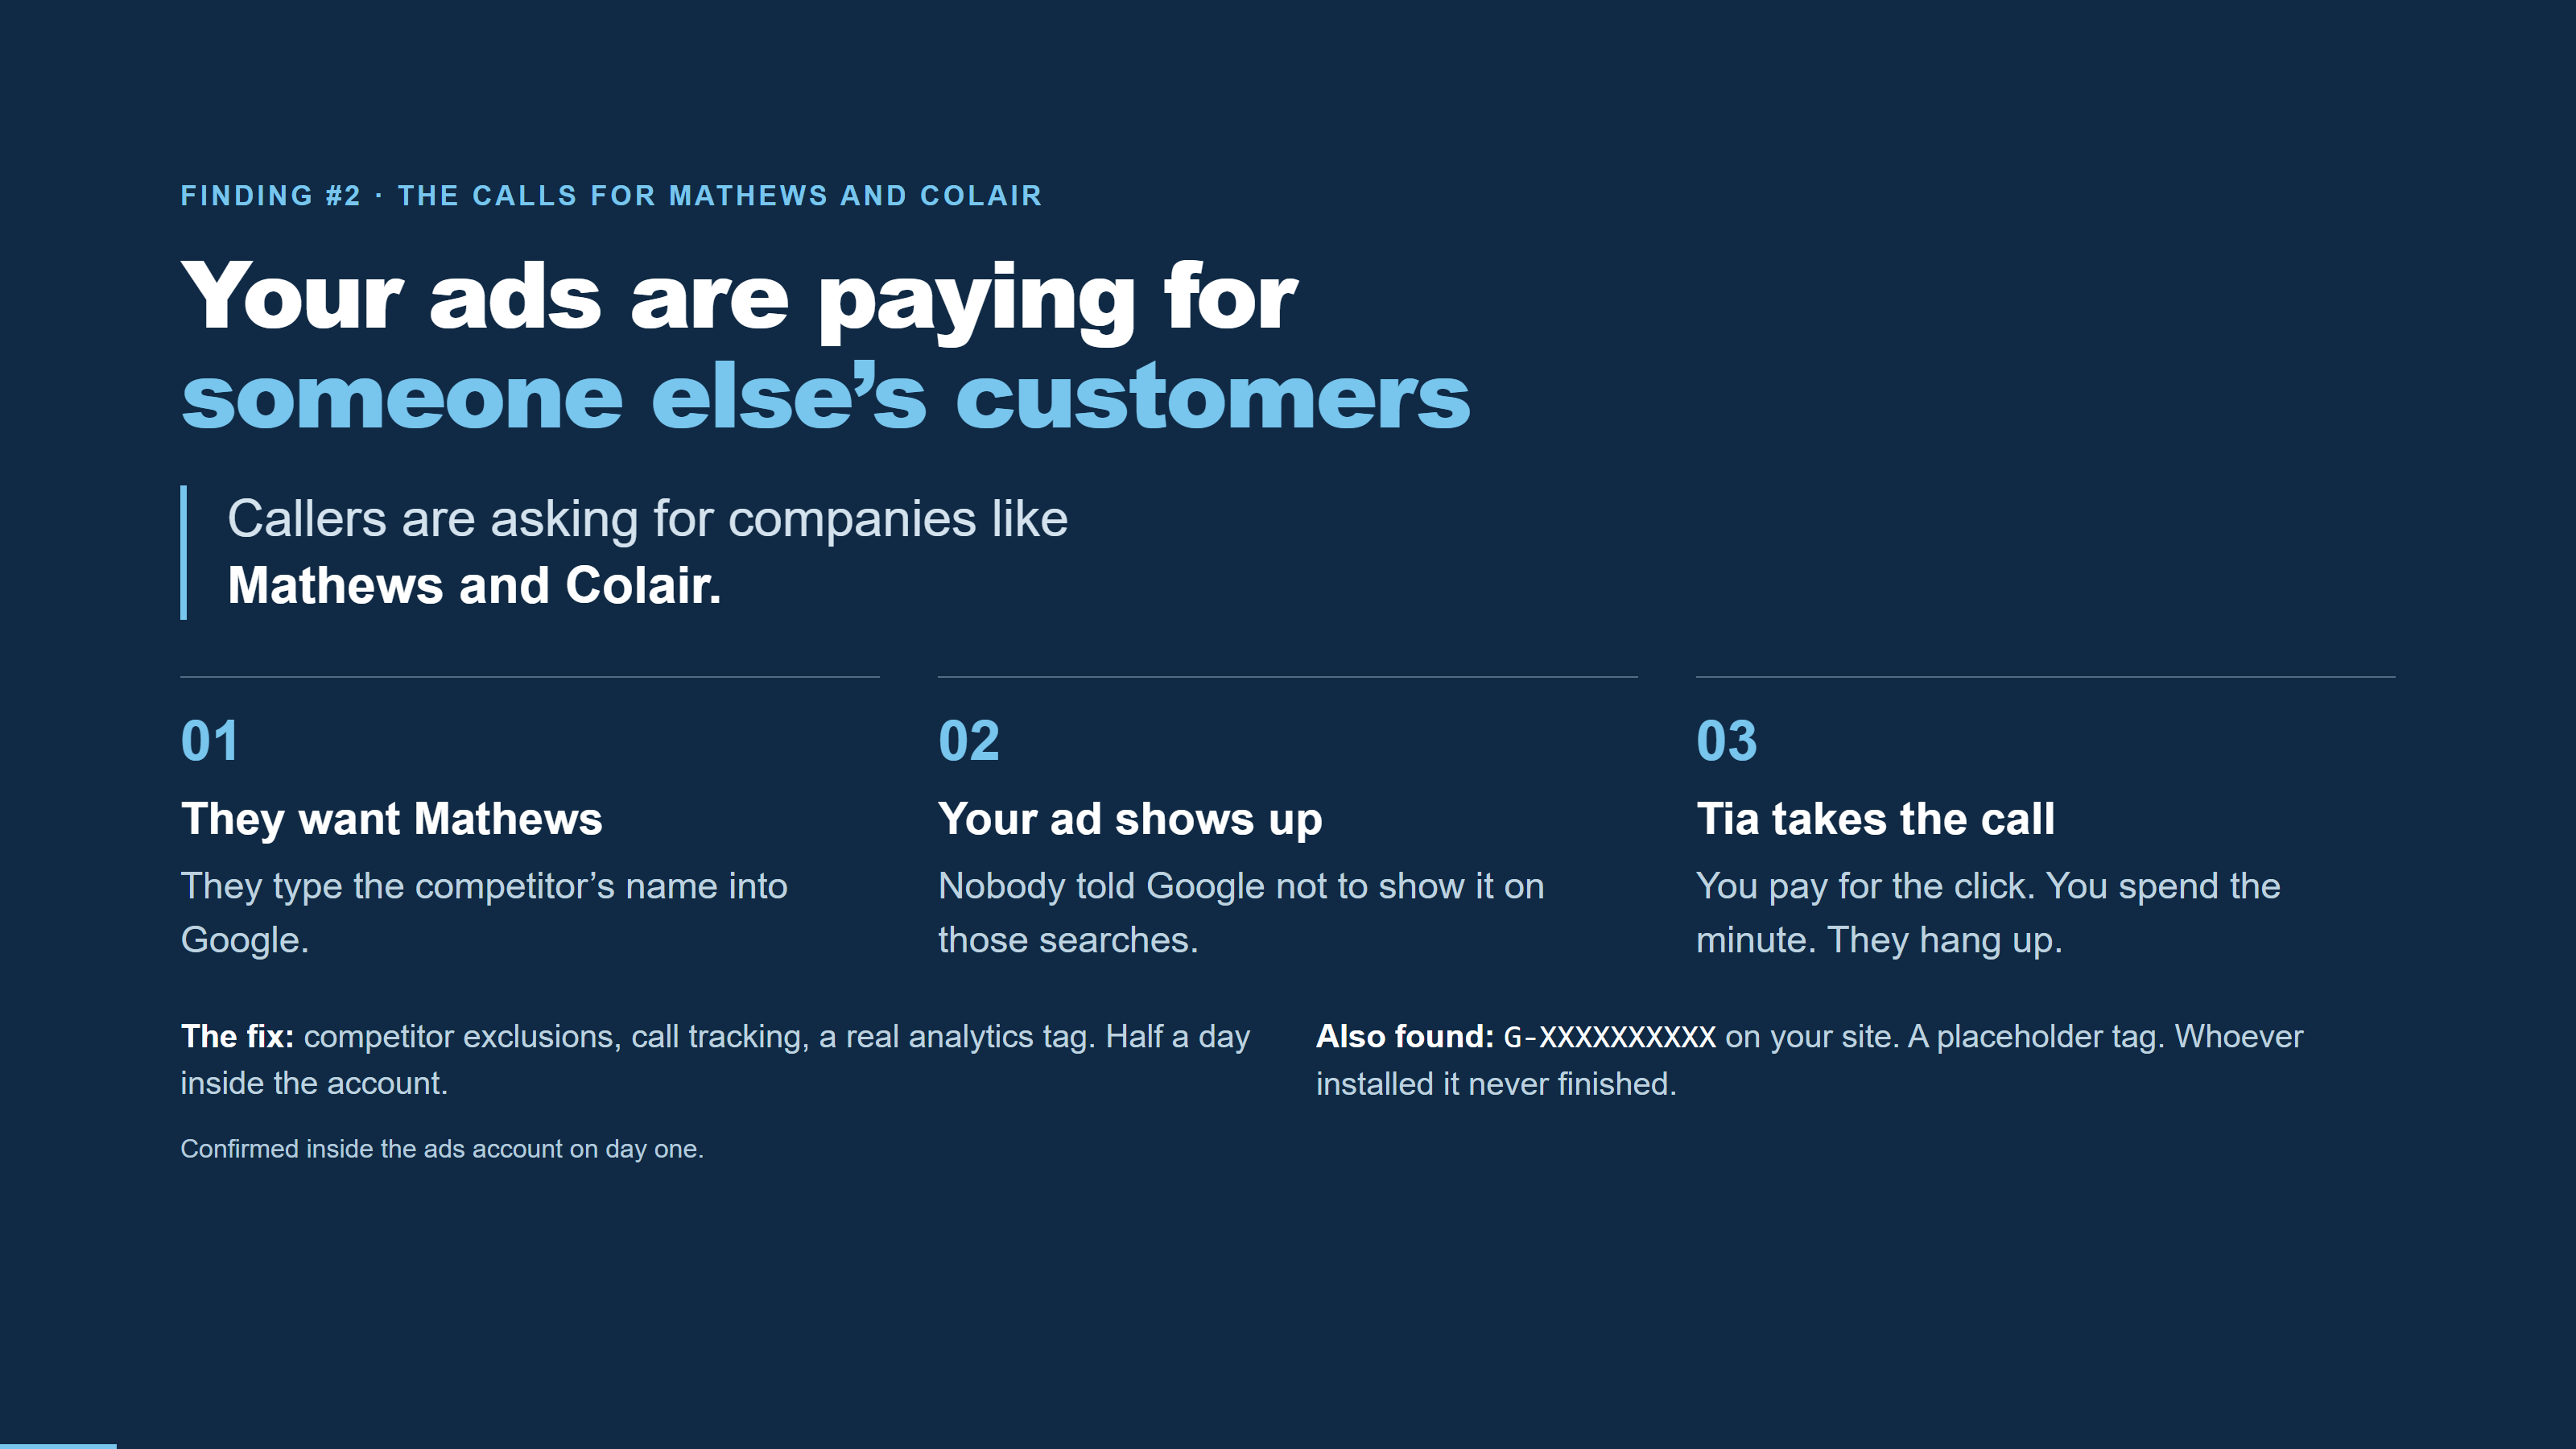 FINDING #2 · THE CALLS FOR MATHEWS AND COLAIR
Your ads are paying for
someone else’s customers
Callers are asking for companies like
Mathews and Colair.
01
They want Mathews
They type the competitor’s name into
Google.
02
Your ad shows up
Nobody told Google not to show it on
those searches.
03
Tia takes the call
You pay for the click. You spend the
minute. They hang up.
The fix: competitor exclusions, call tracking, a real analytics tag. Half a day
inside the account.
Also found: G-XXXXXXXXXX on your site. A placeholder tag. Whoever
installed it never finished.
Confirmed inside the ads account on day one.